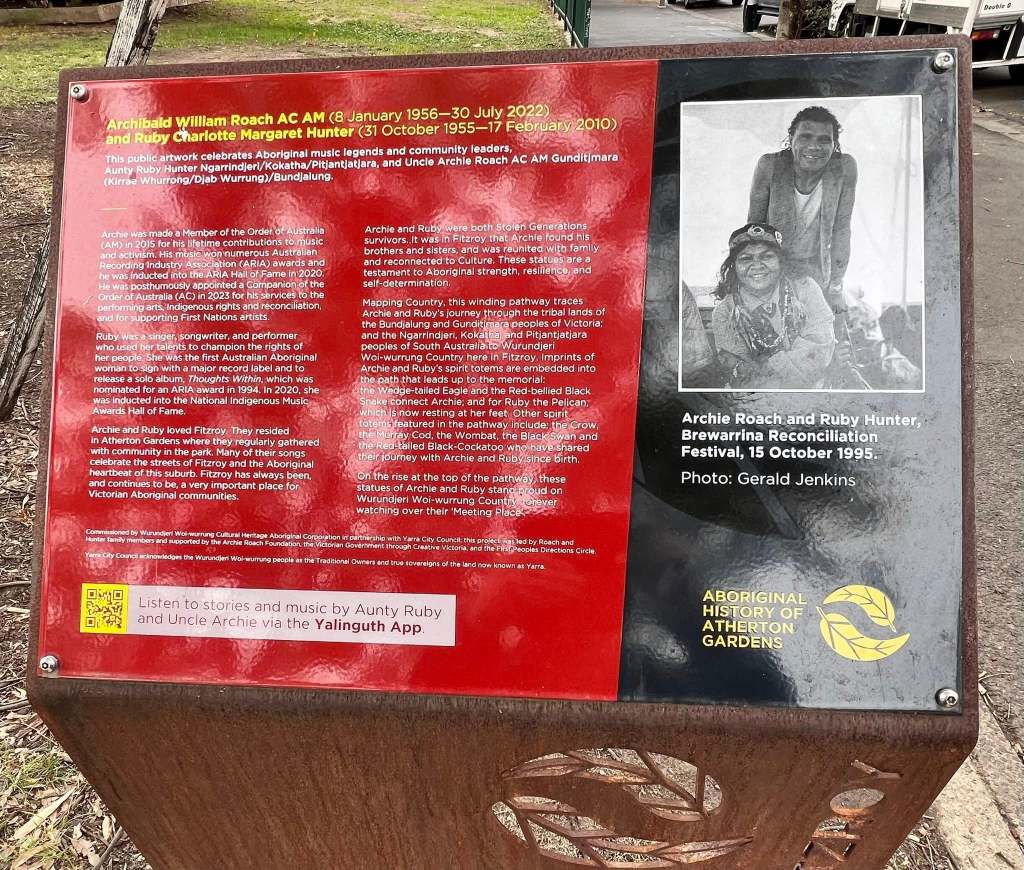 Archibald William Roach AC AM (8 January 1956—30 July 2022)
and Ruby Charlotte Margaret Hunter (31 October 1955—17 February 2010)
This public artwork celebrates Aboriginal music legends and community leaders,
Aunty Ruby Hunter Ngarrindjeri/Kokatha/Pitjantjatjara, and Uncle Archie Roach AC AM Gunditjmara
(Kirrae Whurrong/Djab Wurrung)/Bundjalung.
Archie was made a Member of the Order of Australia
(AM) in 2015 for his lifetime contributions to music
and activism. His music won numerous Australian
Recording Industry Association (ARIA) awards and
he was inducted into the ARIA Hall of Fame in 2020.
He was posthumously appointed a Companion of the
Order of Australia (AC) in 2023 for his services to the
performing arts, Indigenous rights and reconciliation,
and for supporting First Nations artists.
Ruby was a singer, songwriter, and performer
who used her talents to champion the rights of
her people. She was the first Australian Aboriginal
woman to sign with a major record label and to
release a solo album, Thoughts Within, which was
nominated for an ARIA award in 1994. In 2020, she
was inducted into the National Indigenous Music
Awards Hall of Fame.
Archie and Ruby loved Fitzroy. They resided
in Atherton Gardens where they regularly gathered
with community in the park. Many of their songs
celebrate the streets of Fitzroy and the Aboriginal
heartbeat of this suburb. Fitzroy has always been,
and continues to be, a very important place for
Victorian Aboriginal communities.
Archie and Ruby were both Stolen Generations
survivors. It was in Fitzroy that Archie found his
brothers and sisters, and was reunited with family
and reconnected to Culture. These statues are a
testament to Aboriginal strength, resilience, and
self-determination.
Mapping Country, this winding pathway traces
Archie and Ruby's journey through the tribal lands of
the Bundjalung and Gunditjmara peoples of Victoria;
and the Ngarrindjeri, Kokatha, and Pitjantjatjara
peoples of South Australia to Wurundjeri
Woi-wurrung Country here in Fitzroy. Imprints of
Archie and Ruby's spirit totems are embedded into
the path that leads up to the memorial:
the Wedge-tailed Eagle and the Red-bellied Black
Snake connect Archie; and for Ruby the Pelican,
which is now resting at her feet. Other spirit
totems featured in the pathway include: the Crow,
the Murray Cod, the Wombat, the Black Swan and
the Red-tailed Black-Cockatoo who have shared
their journey with Archie and Ruby since birth.
On the rise at the top of the pathway, these
statues of Archie and Ruby stand proud on
Wurundjeri Woi-wurrung Country, forever
watching over their 'Meeting Place'.
Commissioned by Wurundjeri Woi-wurrung Cultural Heritage Aboriginal Corporation in partnership with Yarra City Council; this project was led by Roach and
Hunter family members and supported by the Archie Roach Foundation, the Victorian Government through Creative Victoria, and the First Peoples Directions Circle.
Yarra City Council acknowledges the Wurundjeri Woi-wurrung people as the Traditional Owners and true sovereigns of the land now known as Yarra.
Listen to stories and music by Aunty Ruby
and Uncle Archie via the Yalinguth App.
Archie Roach and Ruby Hunter,
Brewarrina Reconciliation
Festival, 15 October 1995.
Photo: Gerald Jenkins
ABORIGINAL
HISTORY OF
ATHERTON
GARDENS
Double O